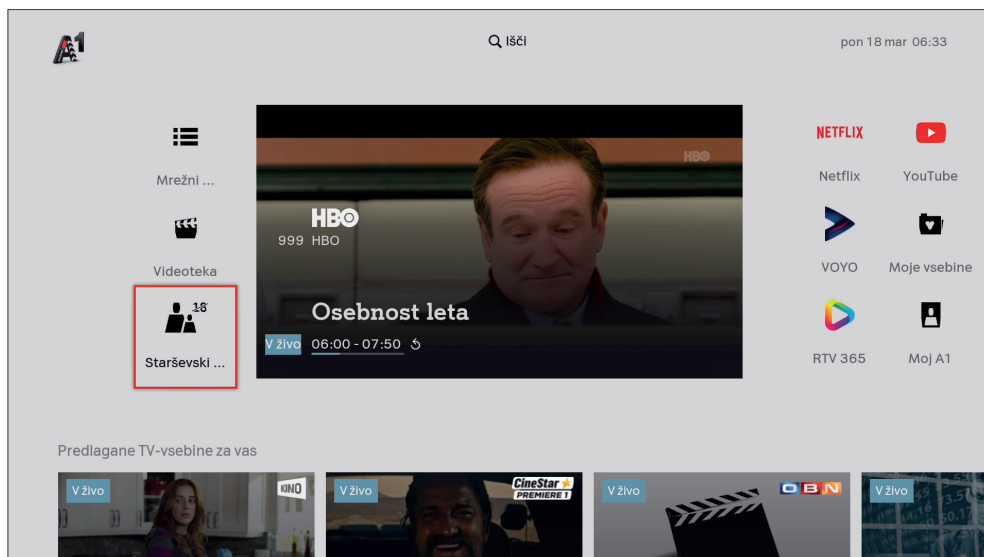 A1
Išči
pon 18 mar 06:33
NETFLIX
Mrežni ...
HBO
Netflix
YouTube
HBO
999 HBO
Videoteka
VOYO
Moje vsebine
18
Osebnost leta
V živo 06:00 - 07:50
Starševski ...
RTV 365
Moj A1
Predlagane TV-vsebine za vas
V živo
KINO
V živo
CineStar
PREMIERE 1
V živo
OBN
V živo